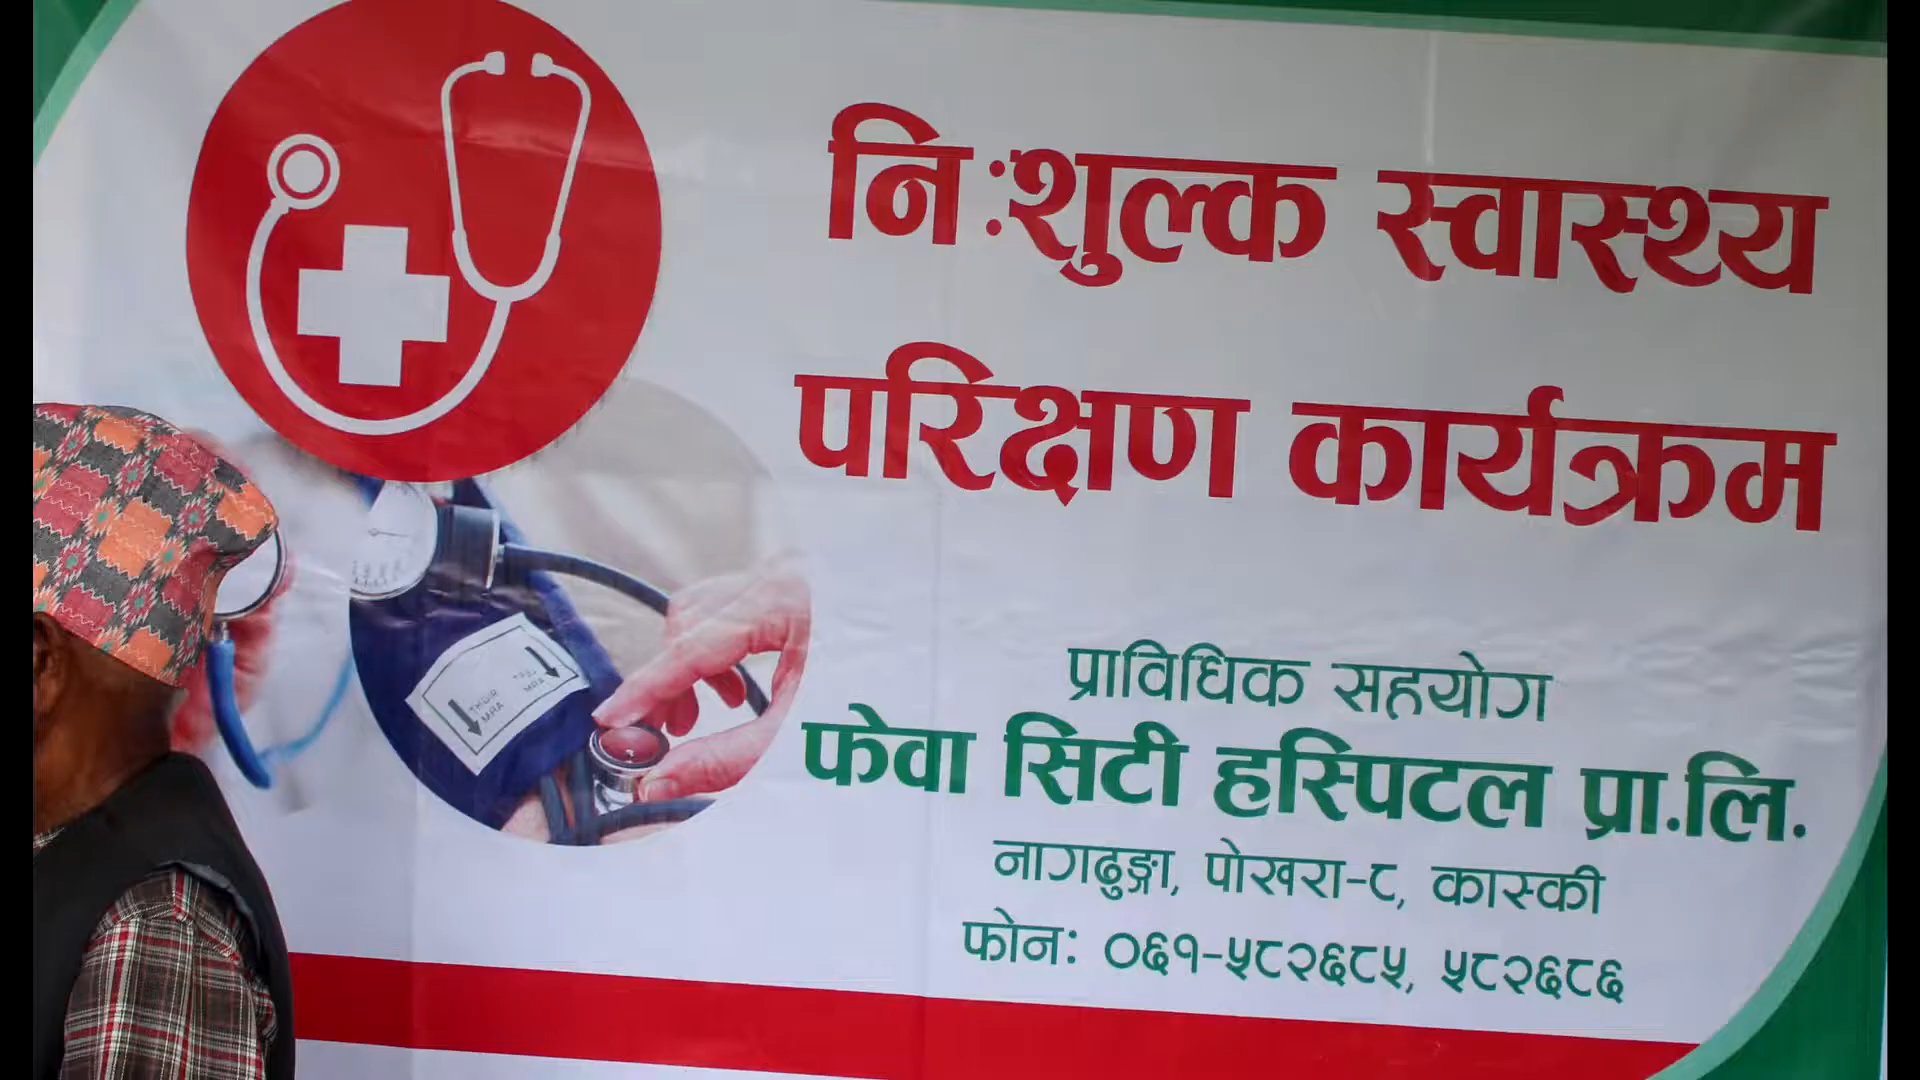 नि:शुल्क स्वास्थ्य
परिक्षण कार्यक्रम
प्राविधिक सहयोग
फेवा सिटी हस्पिटल प्रा.लि.
नागढुङ्गा, पोखरा-८, कास्की
फोन: ०६१-५८२६८५, ५८२६८६